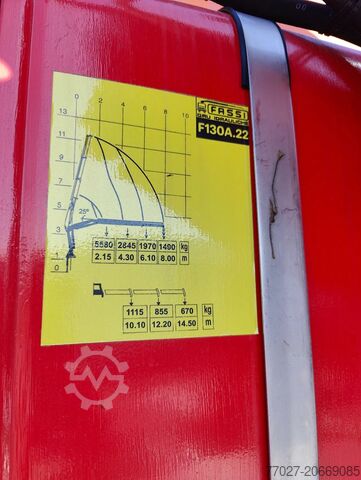 0 2 4 6 8 10
FASSI
GRU IDRAULICHE
F130A.22
13
11
9
7
5
3
1
0
25°
5580 2845 1970 1400 kg
2.15 4.30 6.10 8.00 m
1115 855 670 kg
10.10 12.20 14.50 m
77027-20669085